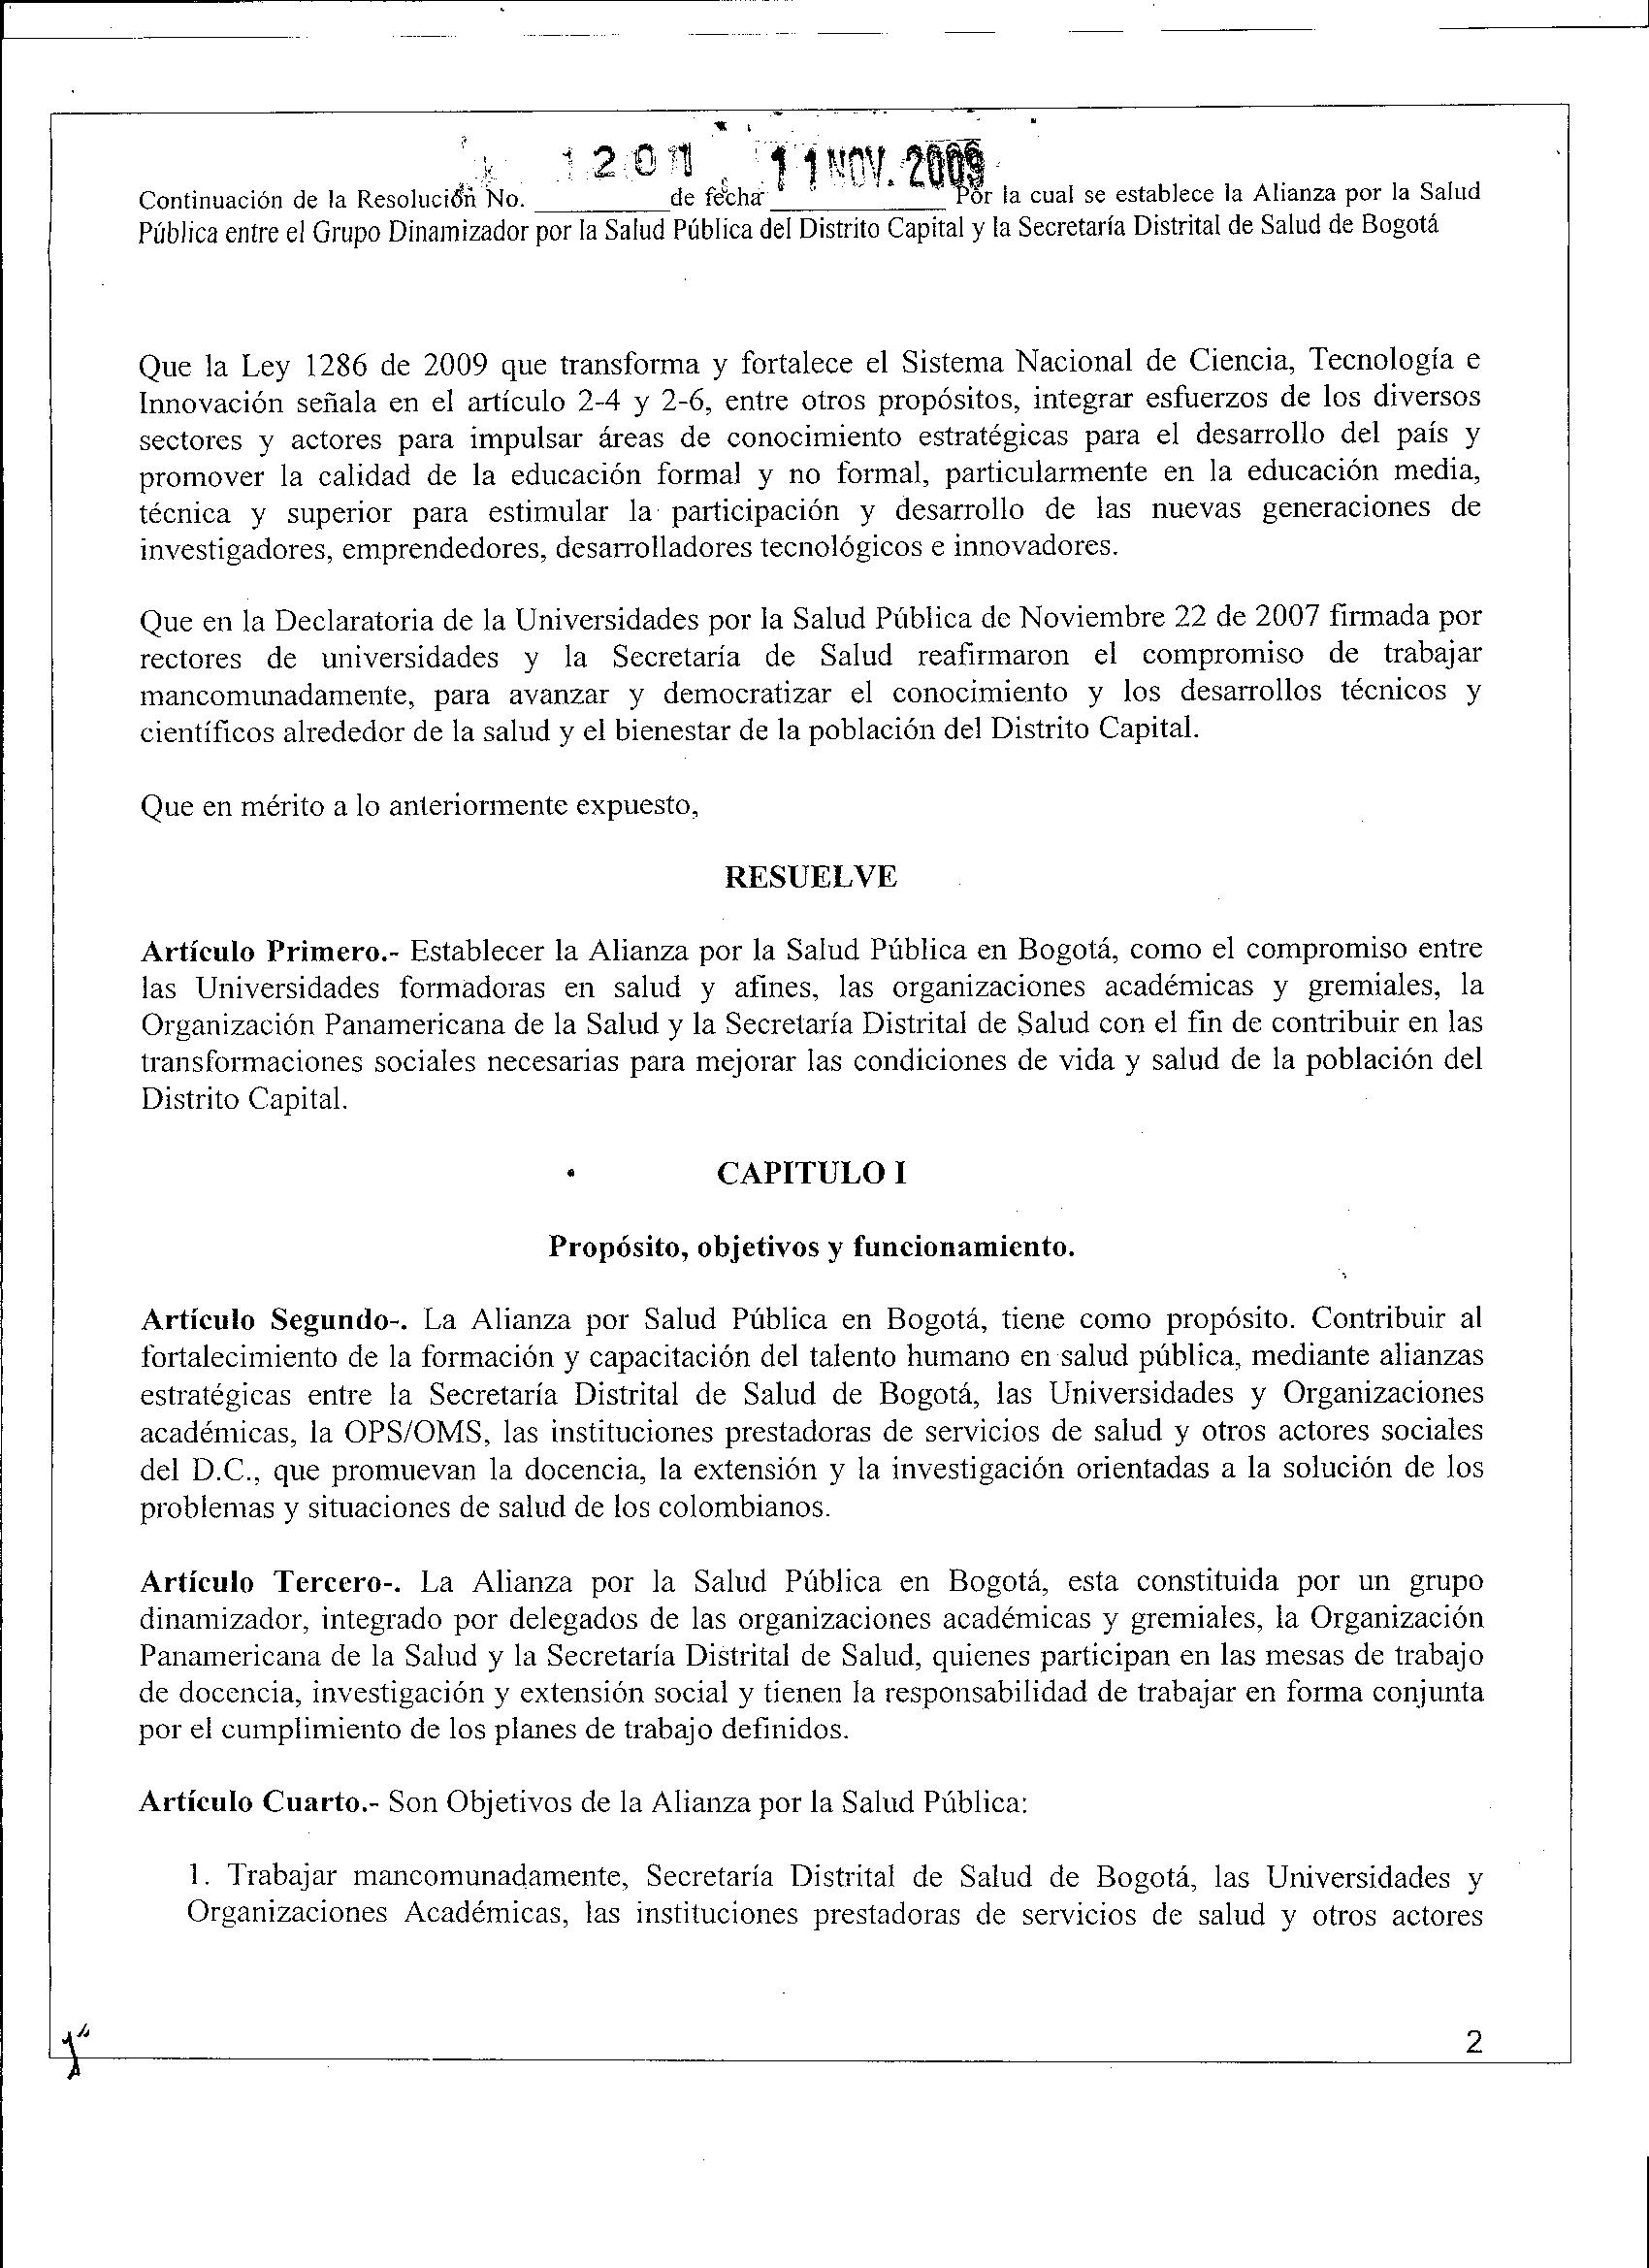 11 NOV. 2009
Continuación de la Resolución No. de fecha Por la cual se establece la Alianza por la Salud
Pública entre el Grupo Dinamizador por la Salud Pública del Distrito Capital y la Secretaría Distrital de Salud de Bogotá
Que la Ley 1286 de 2009 que transforma y fortalece el Sistema Nacional de Ciencia, Tecnología e
Innovación señala en el artículo 2-4 y 2-6, entre otros propósitos, integrar esfuerzos de los diversos
sectores y actores para impulsar áreas de conocimiento estratégicas para el desarrollo del país y
promover la calidad de la educación formal y no formal, particularmente en la educación media,
técnica y superior para estimular la participación y desarrollo de las nuevas generaciones de
investigadores, emprendedores, desarrolladores tecnológicos e innovadores.
Que en la Declaratoria de la Universidades por la Salud Pública de Noviembre 22 de 2007 firmada por
rectores de universidades y la Secretaría de Salud reafirmaron el compromiso de trabajar
mancomunadamente, para avanzar y democratizar el conocimiento y los desarrollos técnicos y
científicos alrededor de la salud y el bienestar de la población del Distrito Capital.
Que en mérito a lo anteriormente expuesto,
RESUELVE
Artículo Primero.- Establecer la Alianza por la Salud Pública en Bogotá, como el compromiso entre
las Universidades formadoras en salud y afines, las organizaciones académicas y gremiales, la
Organización Panamericana de la Salud y la Secretaría Distrital de Salud con el fin de contribuir en las
transformaciones sociales necesarias para mejorar las condiciones de vida y salud de la población del
Distrito Capital.
CAPITULO I
Propósito, objetivos y funcionamiento.
Artículo Segundo-. La Alianza por Salud Pública en Bogotá, tiene como propósito. Contribuir al
fortalecimiento de la formación y capacitación del talento humano en salud pública, mediante alianzas
estratégicas entre la Secretaría Distrital de Salud de Bogotá, las Universidades y Organizaciones
académicas, la OPS/OMS, las instituciones prestadoras de servicios de salud y otros actores sociales
del D.C., que promuevan la docencia, la extensión y la investigación orientadas a la solución de los
problemas y situaciones de salud de los colombianos.
Artículo Tercero-. La Alianza por la Salud Pública en Bogotá, esta constituida por un grupo
dinamizador, integrado por delegados de las organizaciones académicas y gremiales, la Organización
Panamericana de la Salud y la Secretaría Distrital de Salud, quienes participan en las mesas de trabajo
de docencia, investigación y extensión social y tienen la responsabilidad de trabajar en forma conjunta
por el cumplimiento de los planes de trabajo definidos.
Artículo Cuarto.- Son Objetivos de la Alianza por la Salud Pública:
1. Trabajar mancomunadamente, Secretaría Distrital de Salud de Bogotá, las Universidades y
Organizaciones Académicas, las instituciones prestadoras de servicios de salud y otros actores
2